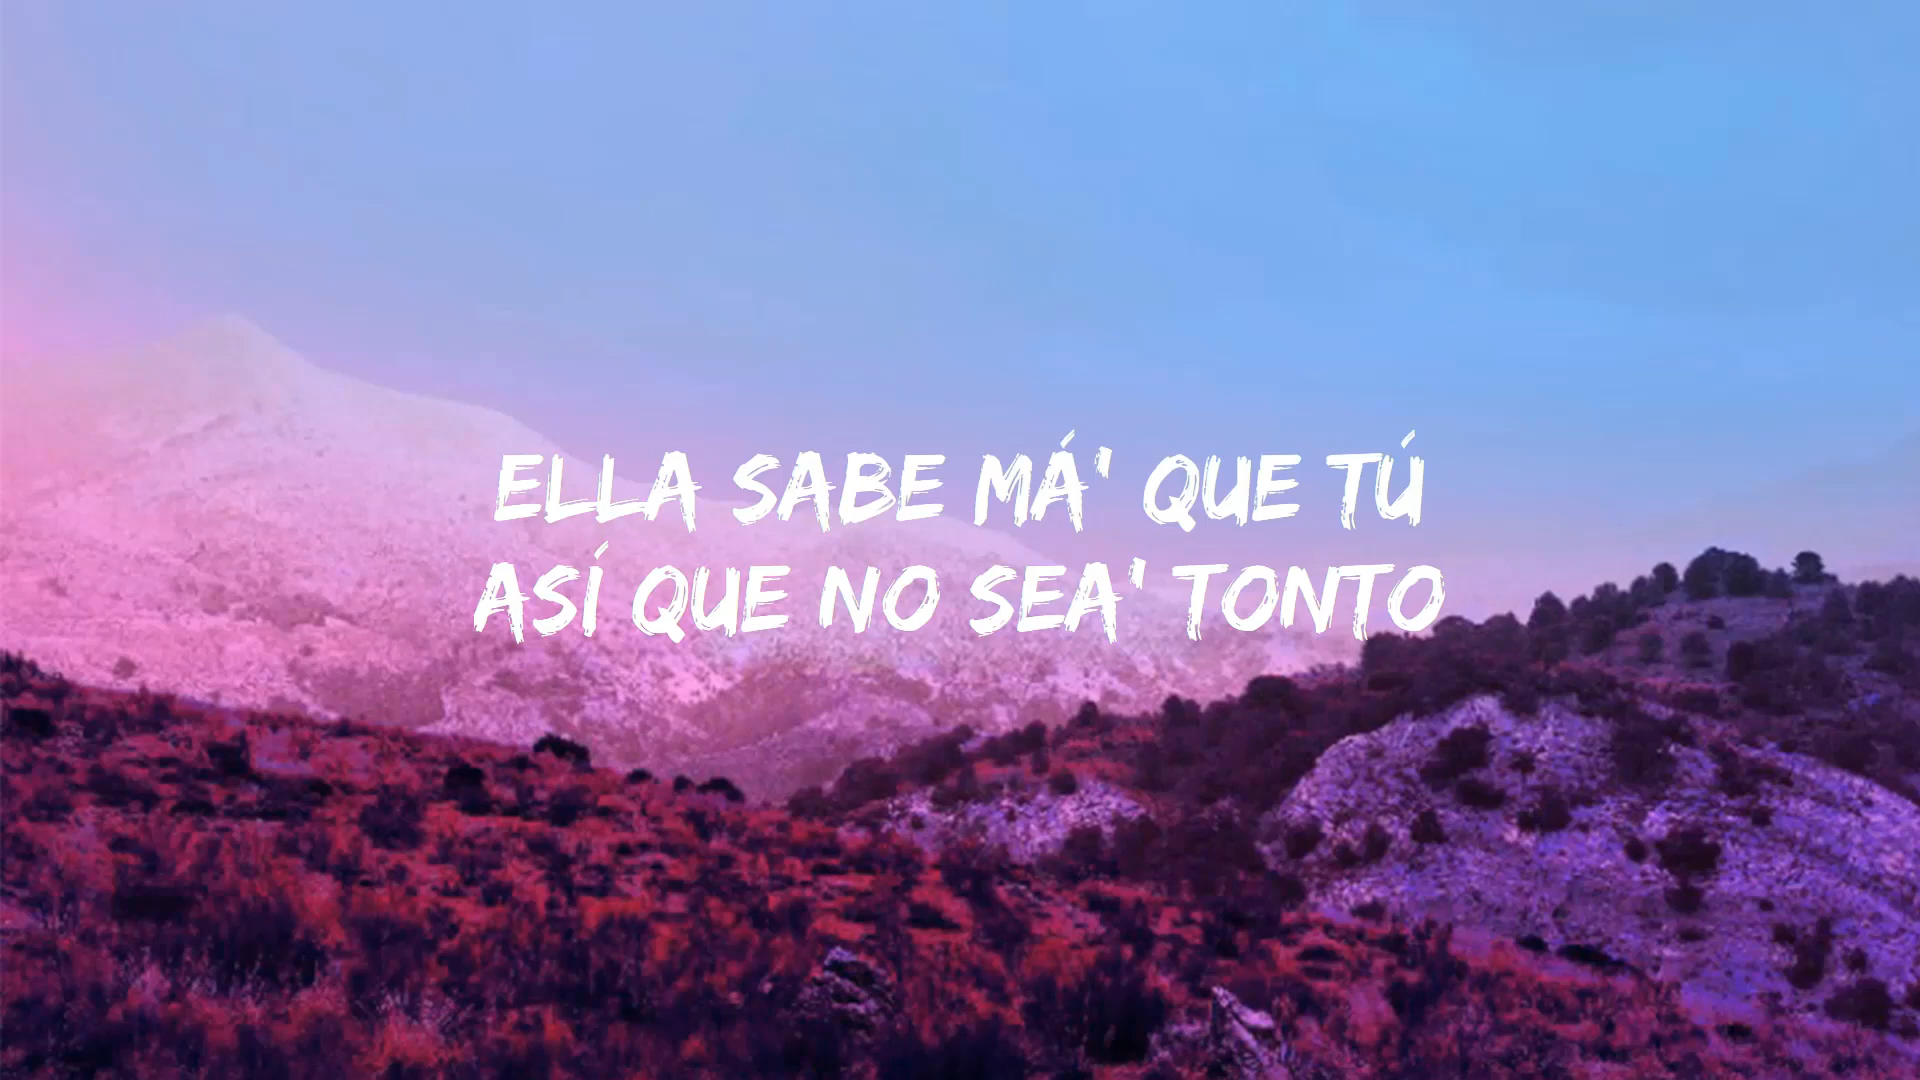 ELLA SABE MÁ' QUE TÚ
ASÍ QUE NO SEA' TONTO